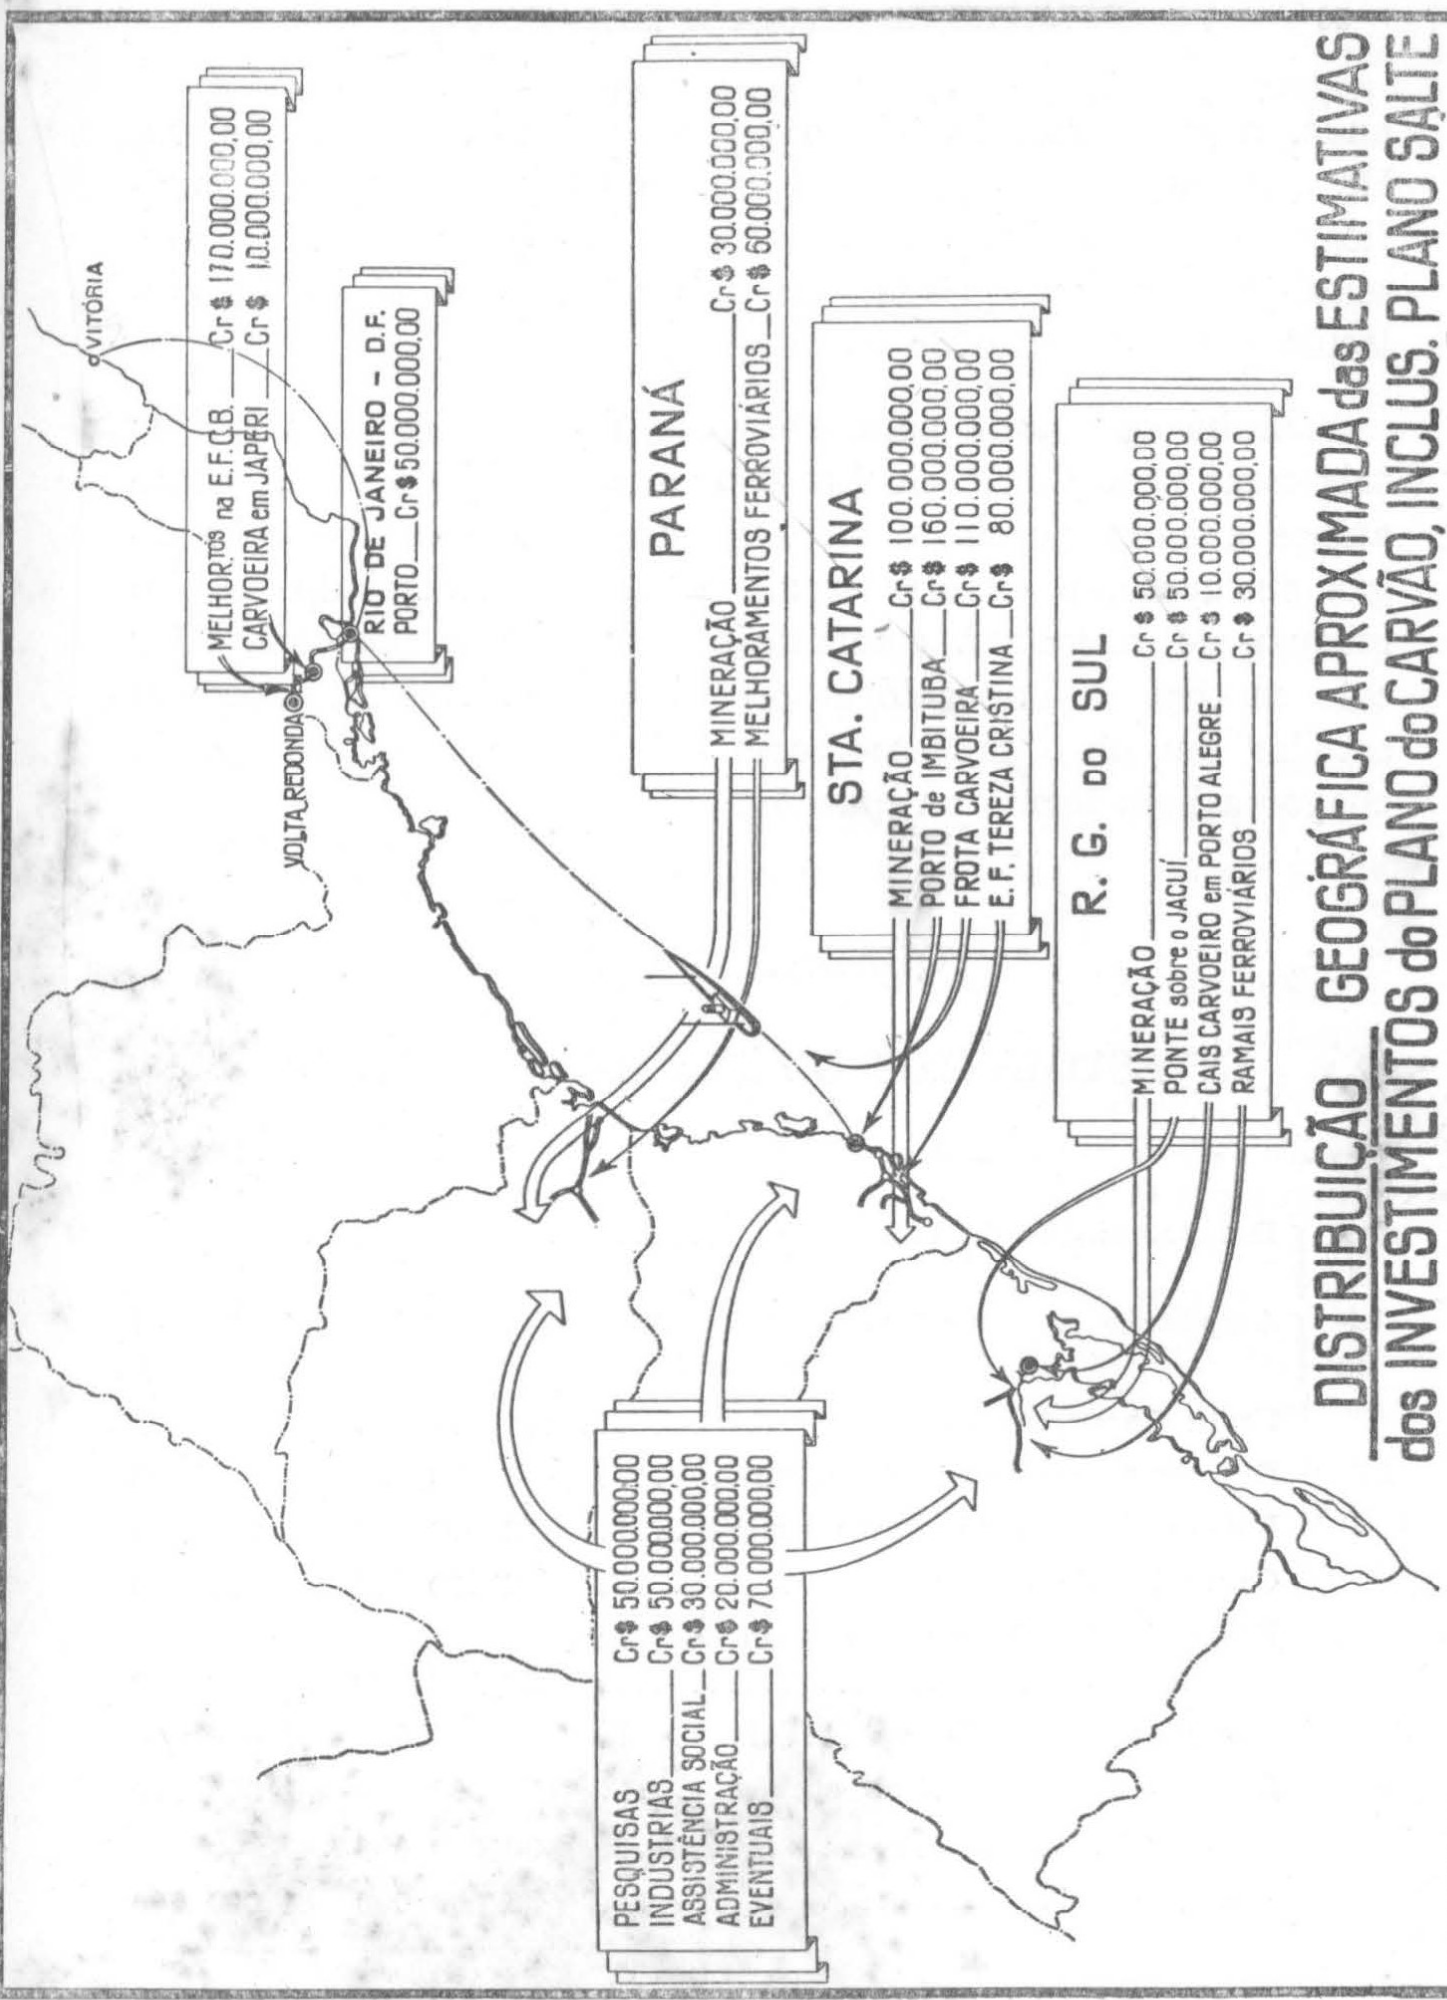 VITÓRIA
MELHORTOS na E.F.C.B. Cr$ 170.000.000,00
CARVOEIRA em JAPERI Cr$ 10.000.000,00
RIO DE JANEIRO - D.F.
PORTO Cr$ 50.000.000,00
VOLTA REDONDA
PARANÁ
MINERAÇÃO Cr$ 30.000.000,00
MELHORAMENTOS FERROVIÁRIOS Cr$ 60.000.000,00
STA. CATARINA
MINERAÇÃO Cr$ 100.000.000,00
PORTO de IMBITUBA Cr$ 160.000.000,00
FROTA CARVOEIRA Cr$ 110.000.000,00
E.F. TEREZA CRISTINA Cr$ 80.000.000,00
R. G. DO SUL
MINERAÇÃO Cr$ 50.000.000,00
PONTE sobre o JACUÍ Cr$ 50.000.000,00
CAIS CARVOEIRO em PORTO ALEGRE Cr$ 10.000.000,00
RAMAIS FERROVIÁRIOS Cr$ 30.000.000,00
PESQUISAS Cr$ 50.000.000,00
INDUSTRIAS Cr$ 50.000.000,00
ASSISTÊNCIA SOCIAL Cr$ 30.000.000,00
ADMINISTRAÇÃO Cr$ 20.000.000,00
EVENTUAIS Cr$ 70.000.000,00
DISTRIBUIÇÃO GEOGRÁFICA APROXIMADA das ESTIMATIVAS
dos INVESTIMENTOS do PLANO do CARVÃO, INCLUS. PLANO SALTE